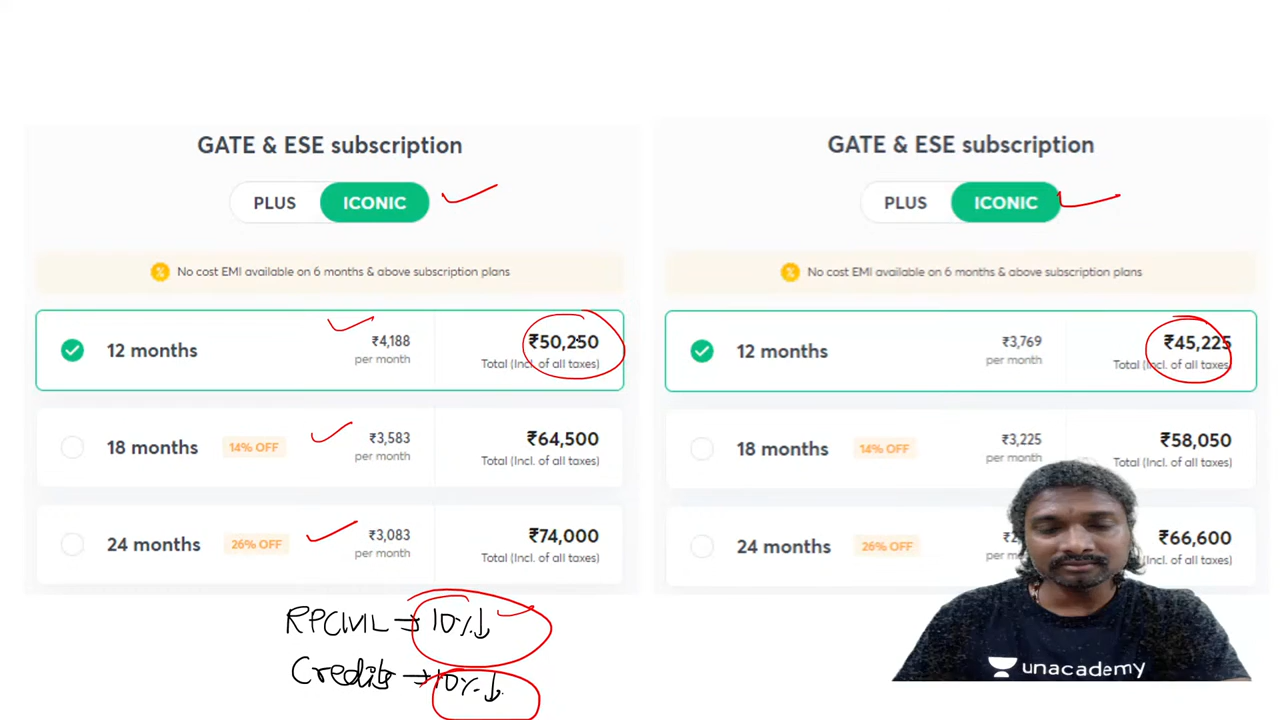 GATE & ESE subscription
PLUS ICONIC
% No cost EMI available on 6 months & above subscription plans
12 months ₹4,188 per month ₹50,250 Total (Incl. of all taxes)
18 months 14% OFF ₹3,583 per month ₹64,500 Total (Incl. of all taxes)
24 months 26% OFF ₹3,083 per month ₹74,000 Total (Incl. of all taxes)
GATE & ESE subscription
PLUS ICONIC
% No cost EMI available on 6 months & above subscription plans
12 months ₹3,769 per month ₹45,225 Total (Incl. of all taxes)
18 months 14% OFF ₹3,225 per month ₹58,050 Total (Incl. of all taxes)
24 months 26% OFF ₹66,600 Total (Incl. of all taxes)
RPCIVIL → 10%↓
Credits → 10%↓
unacademy